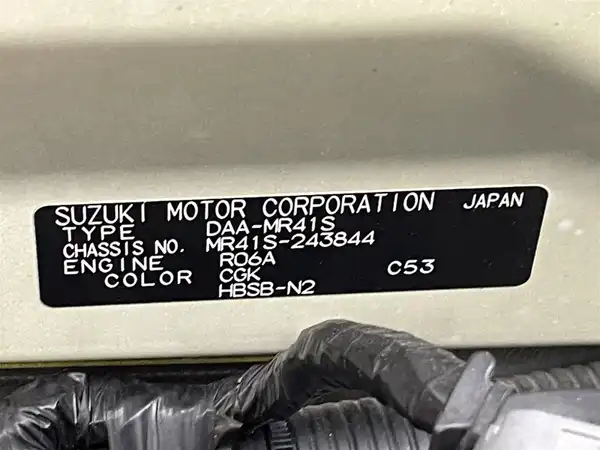 SUZUKI MOTOR CORPORATION JAPAN
TYPE DAA-MR41S
CHASSIS NO. MR41S-243844
ENGINE R06A C53
COLOR CGK
HBSB-N2